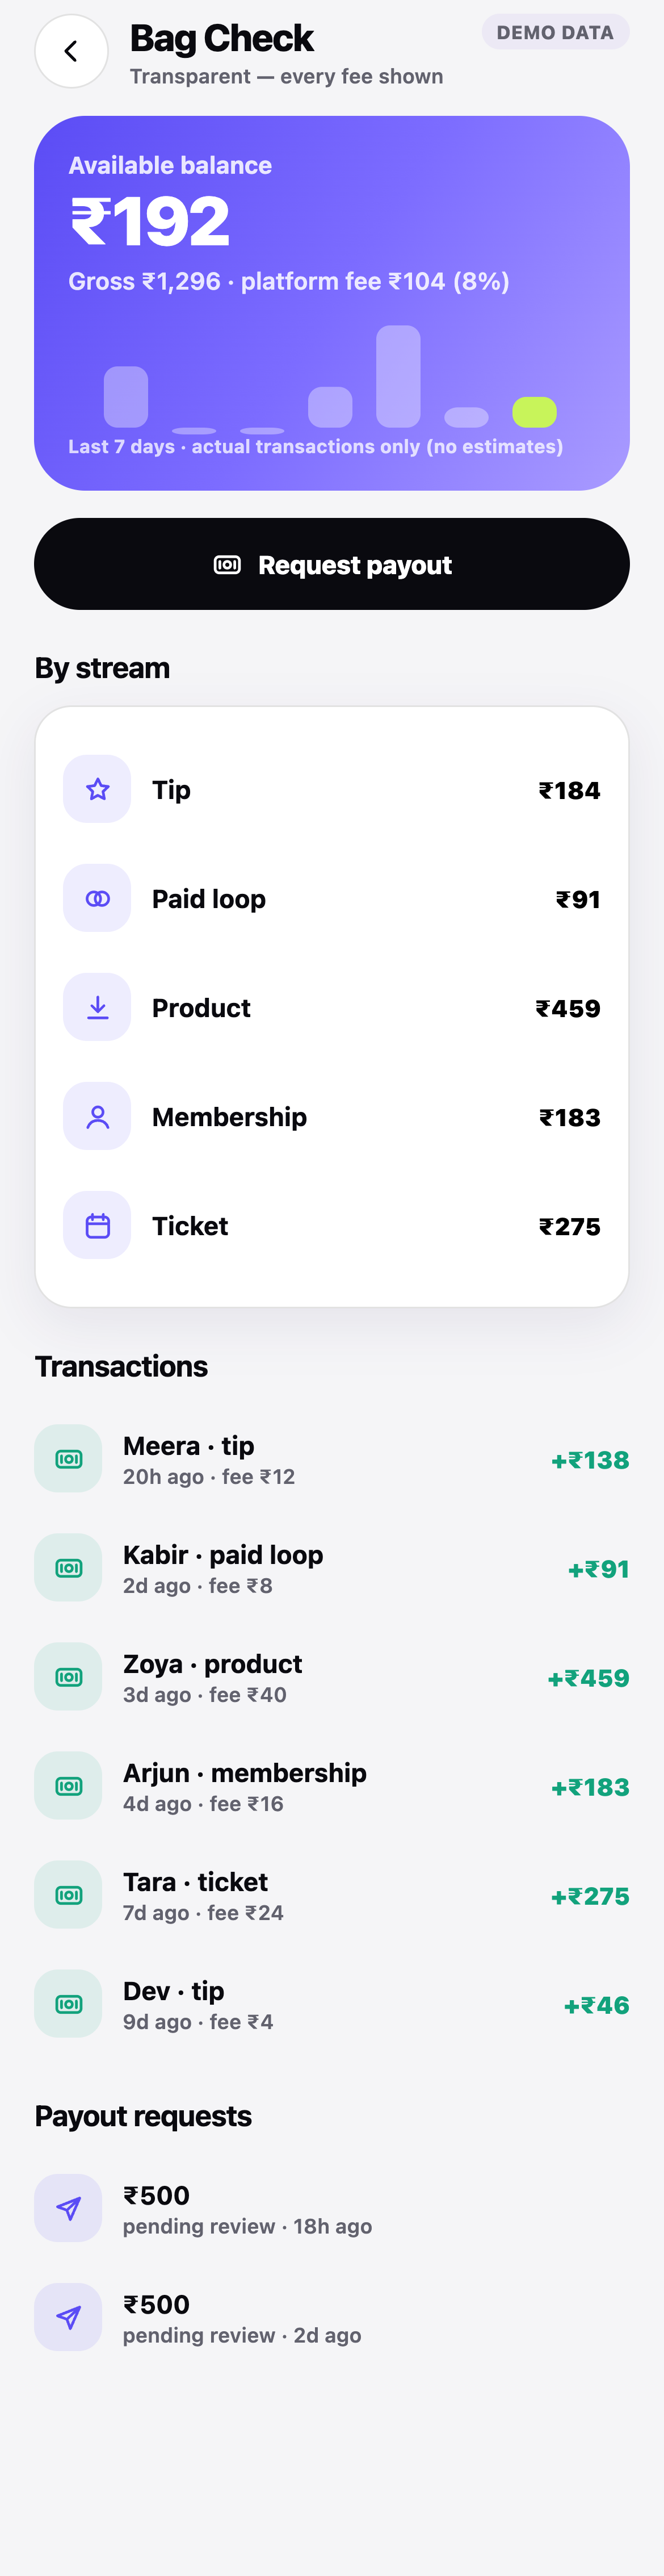 Bag Check
DEMO DATA
Transparent — every fee shown
Available balance
₹192
Gross ₹1,296 · platform fee ₹104 (8%)
Last 7 days · actual transactions only (no estimates)
Request payout
By stream
Tip ₹184
Paid loop ₹91
Product ₹459
Membership ₹183
Ticket ₹275
Transactions
Meera · tip
20h ago · fee ₹12
+₹138
Kabir · paid loop
2d ago · fee ₹8
+₹91
Zoya · product
3d ago · fee ₹40
+₹459
Arjun · membership
4d ago · fee ₹16
+₹183
Tara · ticket
7d ago · fee ₹24
+₹275
Dev · tip
9d ago · fee ₹4
+₹46
Payout requests
₹500
pending review · 18h ago
₹500
pending review · 2d ago